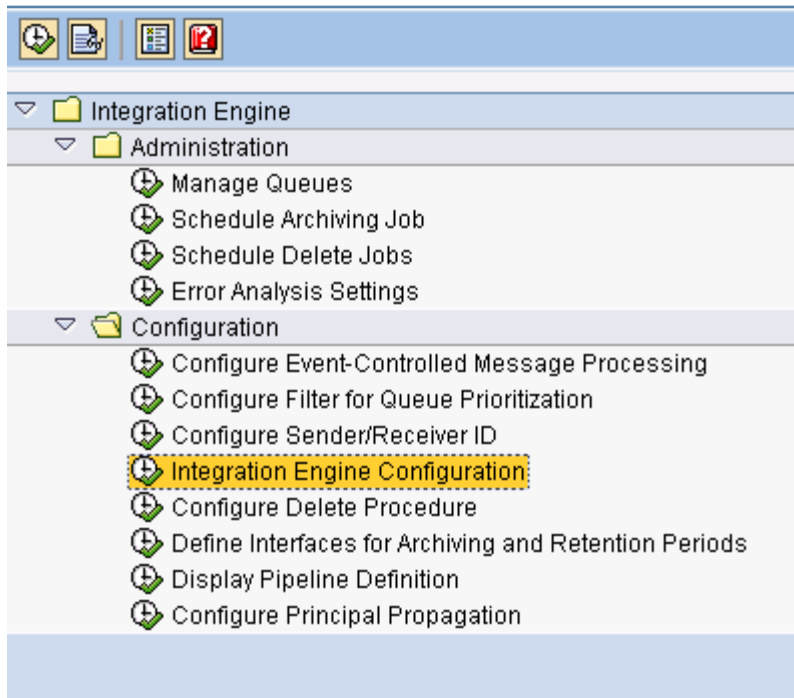 Integration Engine
Administration
Manage Queues
Schedule Archiving Job
Schedule Delete Jobs
Error Analysis Settings
Configuration
Configure Event-Controlled Message Processing
Configure Filter for Queue Prioritization
Configure Sender/Receiver ID
Integration Engine Configuration
Configure Delete Procedure
Define Interfaces for Archiving and Retention Periods
Display Pipeline Definition
Configure Principal Propagation